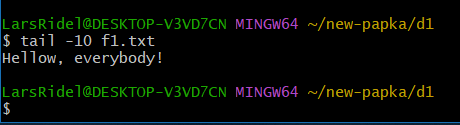 LarsRidel@DESKTOP-V3VD7CN MINGW64 ~/new-papka/d1
$ tail -10 f1.txt
Hellow, everybody!
LarsRidel@DESKTOP-V3VD7CN MINGW64 ~/new-papka/d1
$